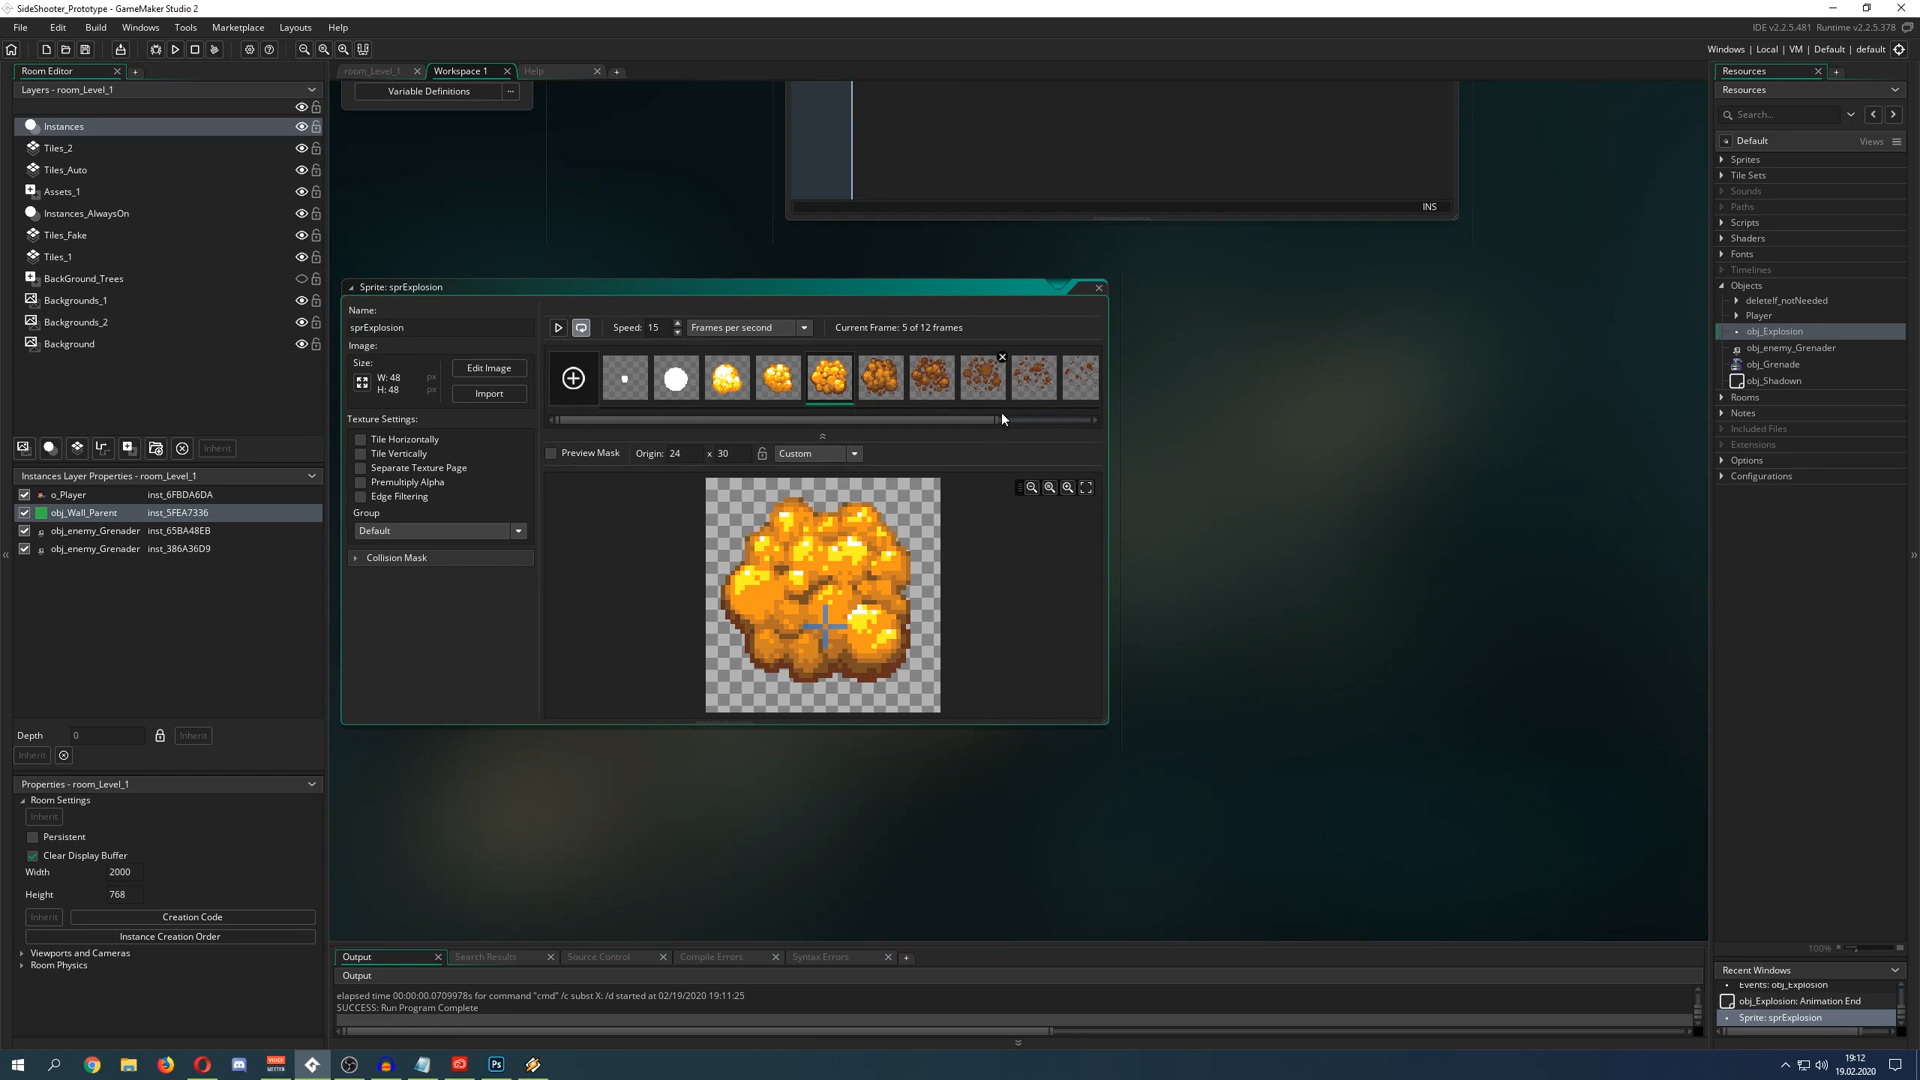 SideShooter_Prototype - GameMaker Studio 2
File Edit Build Windows Tools Marketplace Layouts Help
IDE v2.2.5.481 Runtime v2.2.5.378
Windows | Local | VM | Default | default
Room Editor
room_Level_1
Workspace 1
Help
Resources
Layers - room_Level_1
Variable Definitions
...
Resources
Search...
Instances
Tiles_2
Tiles_Auto
Assets_1
Instances_AlwaysOn
Tiles_Fake
Tiles_1
BackGround_Trees
Backgrounds_1
Backgrounds_2
Background
INS
Default
Views
Sprites
Tile Sets
Sounds
Paths
Scripts
Shaders
Fonts
Timelines
Objects
deleteIf_notNeeded
Player
obj_Explosion
obj_enemy_Grenader
obj_Grenade
obj_Shadown
Rooms
Notes
Included Files
Extensions
Options
Configurations
Sprite: sprExplosion
Name:
sprExplosion
Image:
Size:
W: 48 px
H: 48 px
Edit Image
Import
Texture Settings:
Tile Horizontally
Tile Vertically
Separate Texture Page
Premultiply Alpha
Edge Filtering
Group
Default
Collision Mask
Speed: 15 Frames per second Current Frame: 5 of 12 frames
Preview Mask Origin: 24 x 30 Custom
Inherit
Instances Layer Properties - room_Level_1
o_Player inst_6FBDA6DA
obj_Wall_Parent inst_5FEA7336
obj_enemy_Grenader inst_65BA48EB
obj_enemy_Grenader inst_386A36D9
Depth 0 Inherit
Inherit
Properties - room_Level_1
Room Settings
Inherit
Persistent
Clear Display Buffer
Width 2000
Height 768
Inherit Creation Code
Instance Creation Order
Viewports and Cameras
Room Physics
Output Search Results Source Control Compile Errors Syntax Errors
Output
elapsed time 00:00:00.0709978s for command "cmd" /c subst X: /d started at 02/19/2020 19:11:25
SUCCESS: Run Program Complete
100%
Recent Windows
Events: obj_Explosion
obj_Explosion: Animation End
Sprite: sprExplosion
Ps
19:12
19.02.2020